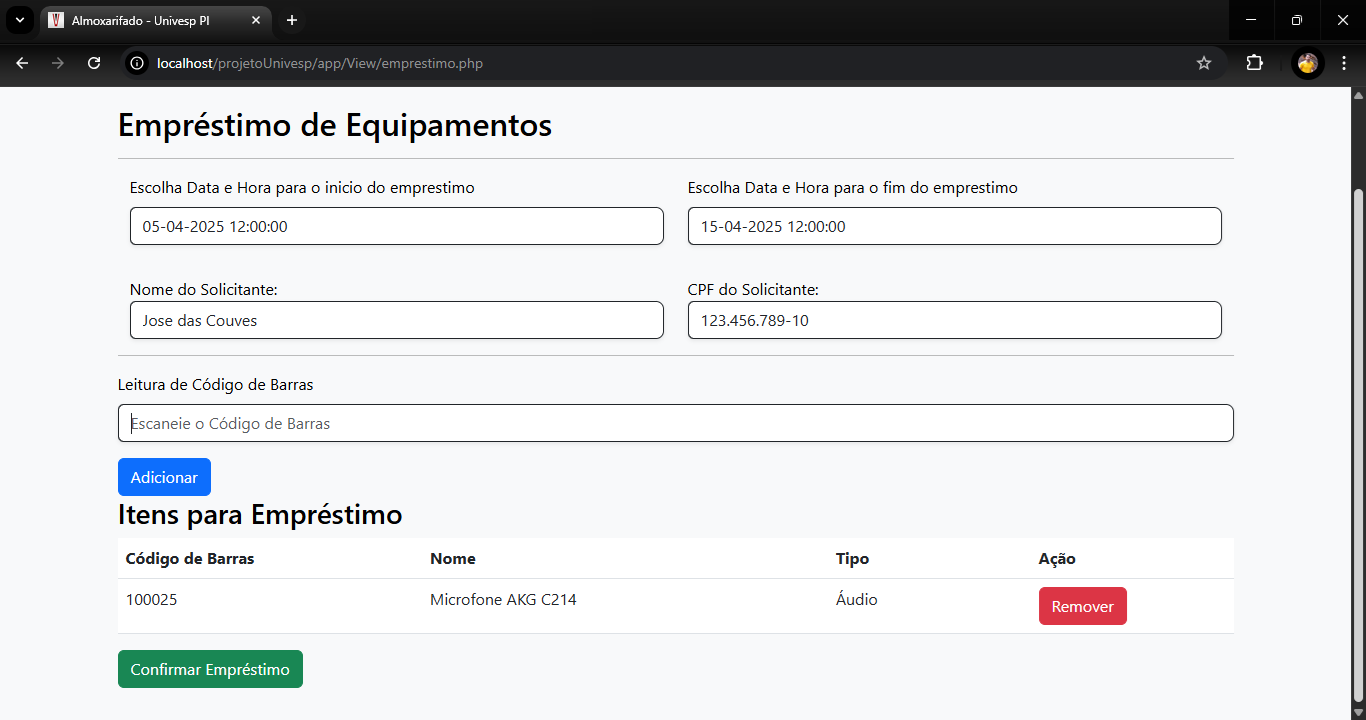 Almoxarifado - Univesp PI
localhost/projetoUnivesp/app/View/emprestimo.php
Empréstimo de Equipamentos
Escolha Data e Hora para o inicio do emprestimo
Escolha Data e Hora para o fim do emprestimo
05-04-2025 12:00:00
15-04-2025 12:00:00
Nome do Solicitante:
CPF do Solicitante:
Jose das Couves
123.456.789-10
Leitura de Código de Barras
Escaneie o Código de Barras
Adicionar
Itens para Empréstimo
Código de Barras Nome Tipo Ação
100025 Microfone AKG C214 Áudio Remover
Confirmar Empréstimo